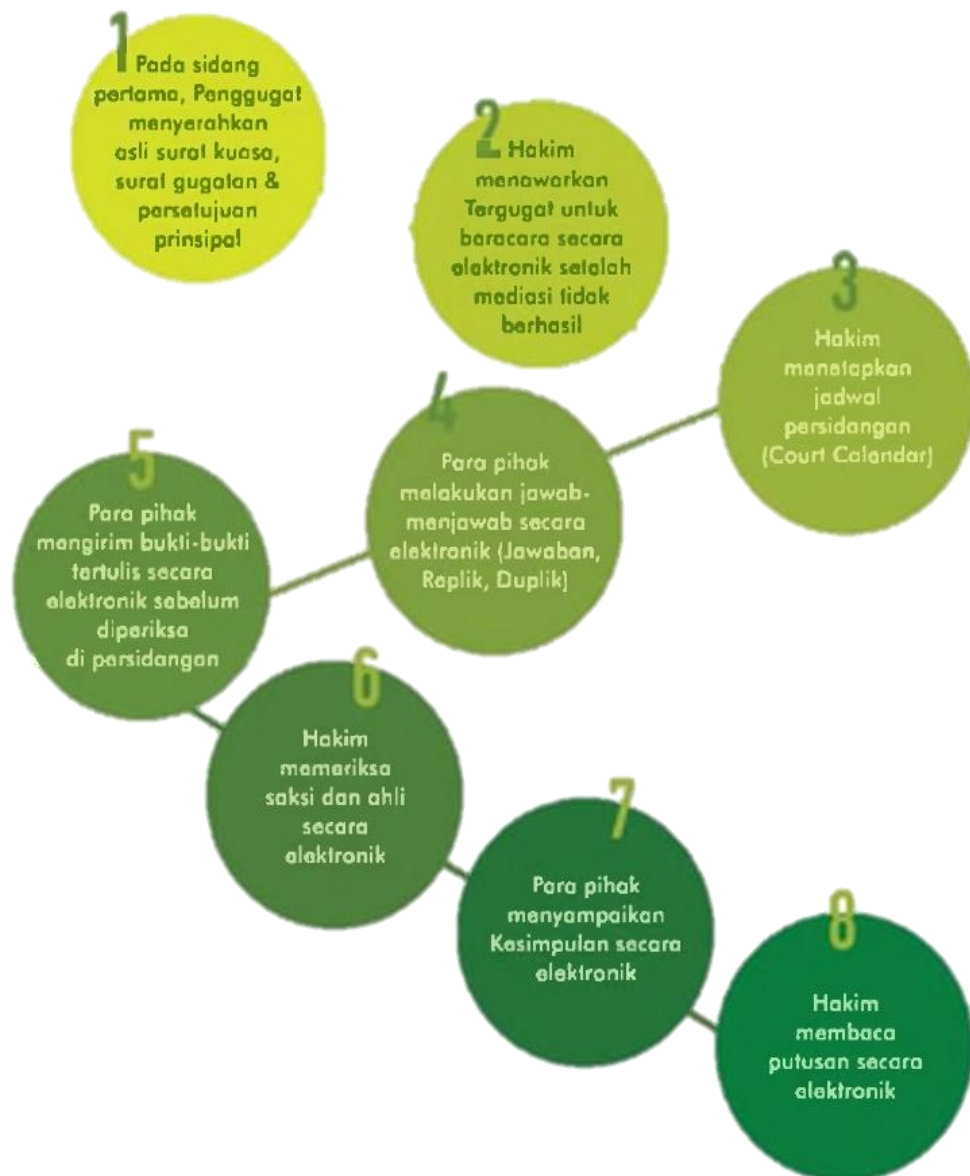 1
Pada sidang
pertama, Penggugat
menyerahkan
asli surat kuasa,
surat gugatan &
persetujuan
prinsipal
2
Hakim
menawarkan
Tergugat untuk
beracara secara
elektronik setelah
mediasi tidak
berhasil
3
Hakim
menetapkan
jadwal
persidangan
(Court Calendar)
4
Para pihak
melakukan jawab-
menjawab secara
elektronik (Jawaban,
Replik, Duplik)
5
Para pihak
mengirim bukti-bukti
tertulis secara
elektronik sebelum
diperiksa
di persidangan
6
Hakim
memeriksa
saksi dan ahli
secara
elektronik
7
Para pihak
menyampaikan
Kesimpulan secara
elektronik
8
Hakim
membaca
putusan secara
elektronik